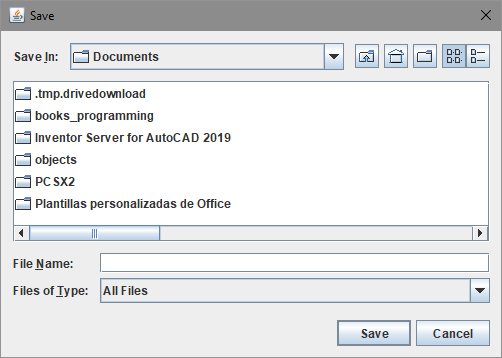 Save
Save In: Documents
.tmp.drivedownload
books_programming
Inventor Server for AutoCAD 2019
objects
PCSX2
Plantillas personalizadas de Office
File Name:
Files of Type: All Files
Save Cancel